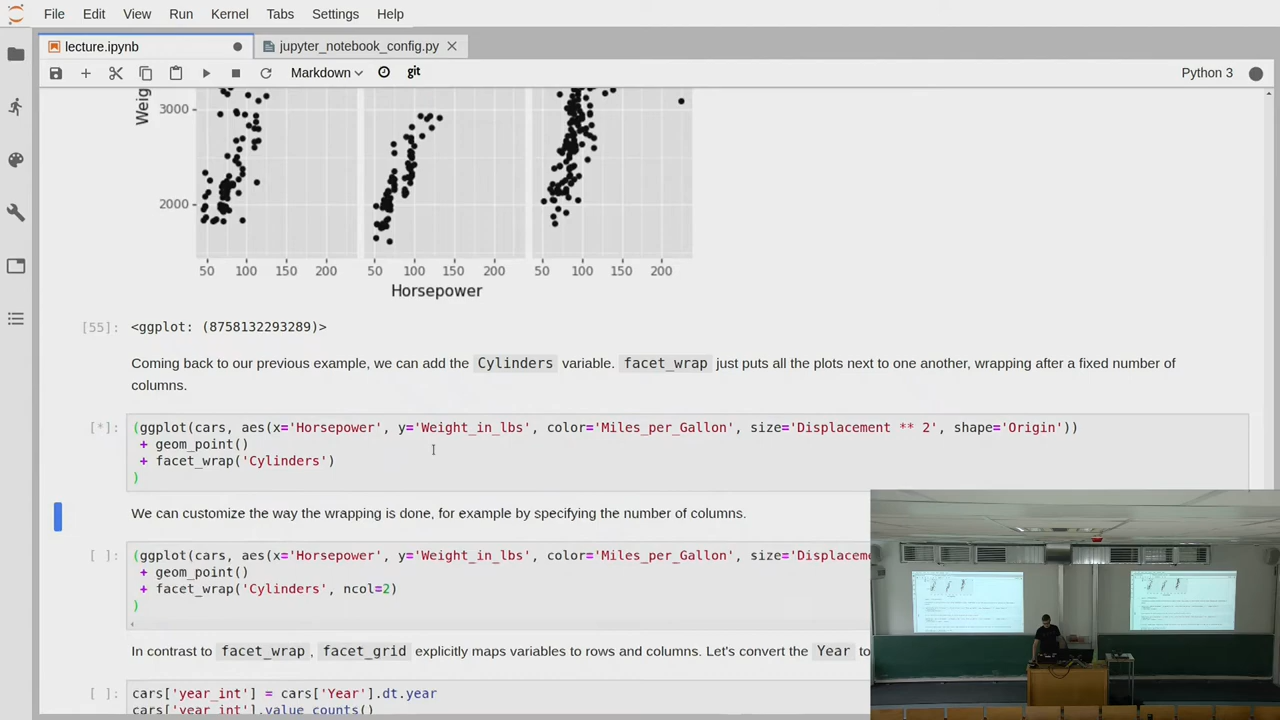 File Edit View Run Kernel Tabs Settings Help
lecture.ipynb jupyter_notebook_config.py
Markdown git Python 3
Weig
3000
2000
50 100 150 200 50 100 150 200 50 100 150 200
Horsepower
[55]: <ggplot: (8758132293289)>
Coming back to our previous example, we can add the Cylinders variable. facet_wrap just puts all the plots next to one another, wrapping after a fixed number of
columns.
[*]: (ggplot(cars, aes(x='Horsepower', y='Weight_in_lbs', color='Miles_per_Gallon', size='Displacement ** 2', shape='Origin'))
+ geom_point()
+ facet_wrap('Cylinders')
)
We can customize the way the wrapping is done, for example by specifying the number of columns.
[ ]: (ggplot(cars, aes(x='Horsepower', y='Weight_in_lbs', color='Miles_per_Gallon', size='Displaceme
+ geom_point()
+ facet_wrap('Cylinders', ncol=2)
)
In contrast to facet_wrap, facet_grid explicitly maps variables to rows and columns. Let's convert the Year to
[ ]: cars['year_int'] = cars['Year'].dt.year
cars['year_int'].value_counts()